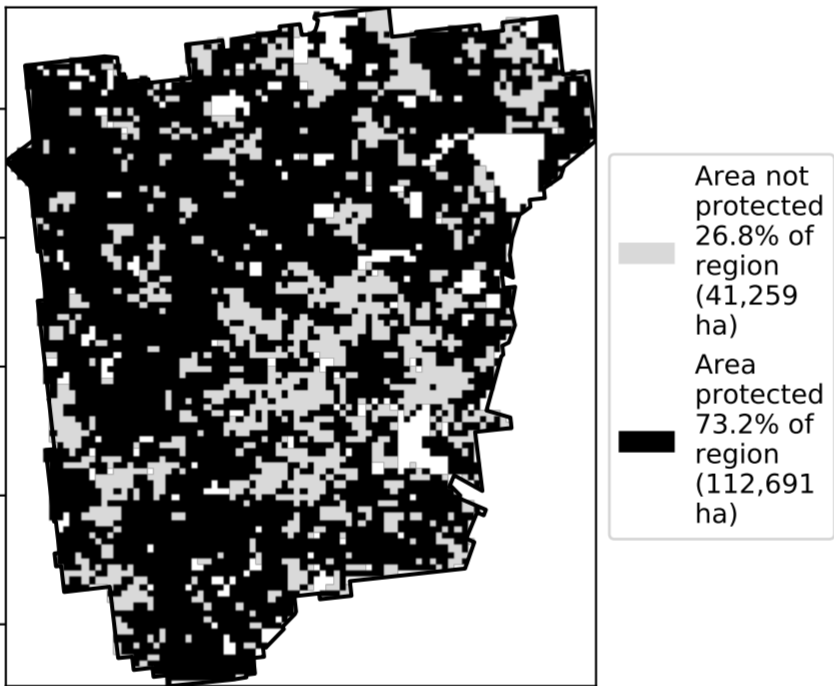 Area not
protected
26.8% of
region
(41,259
ha)
Area
protected
73.2% of
region
(112,691
ha)